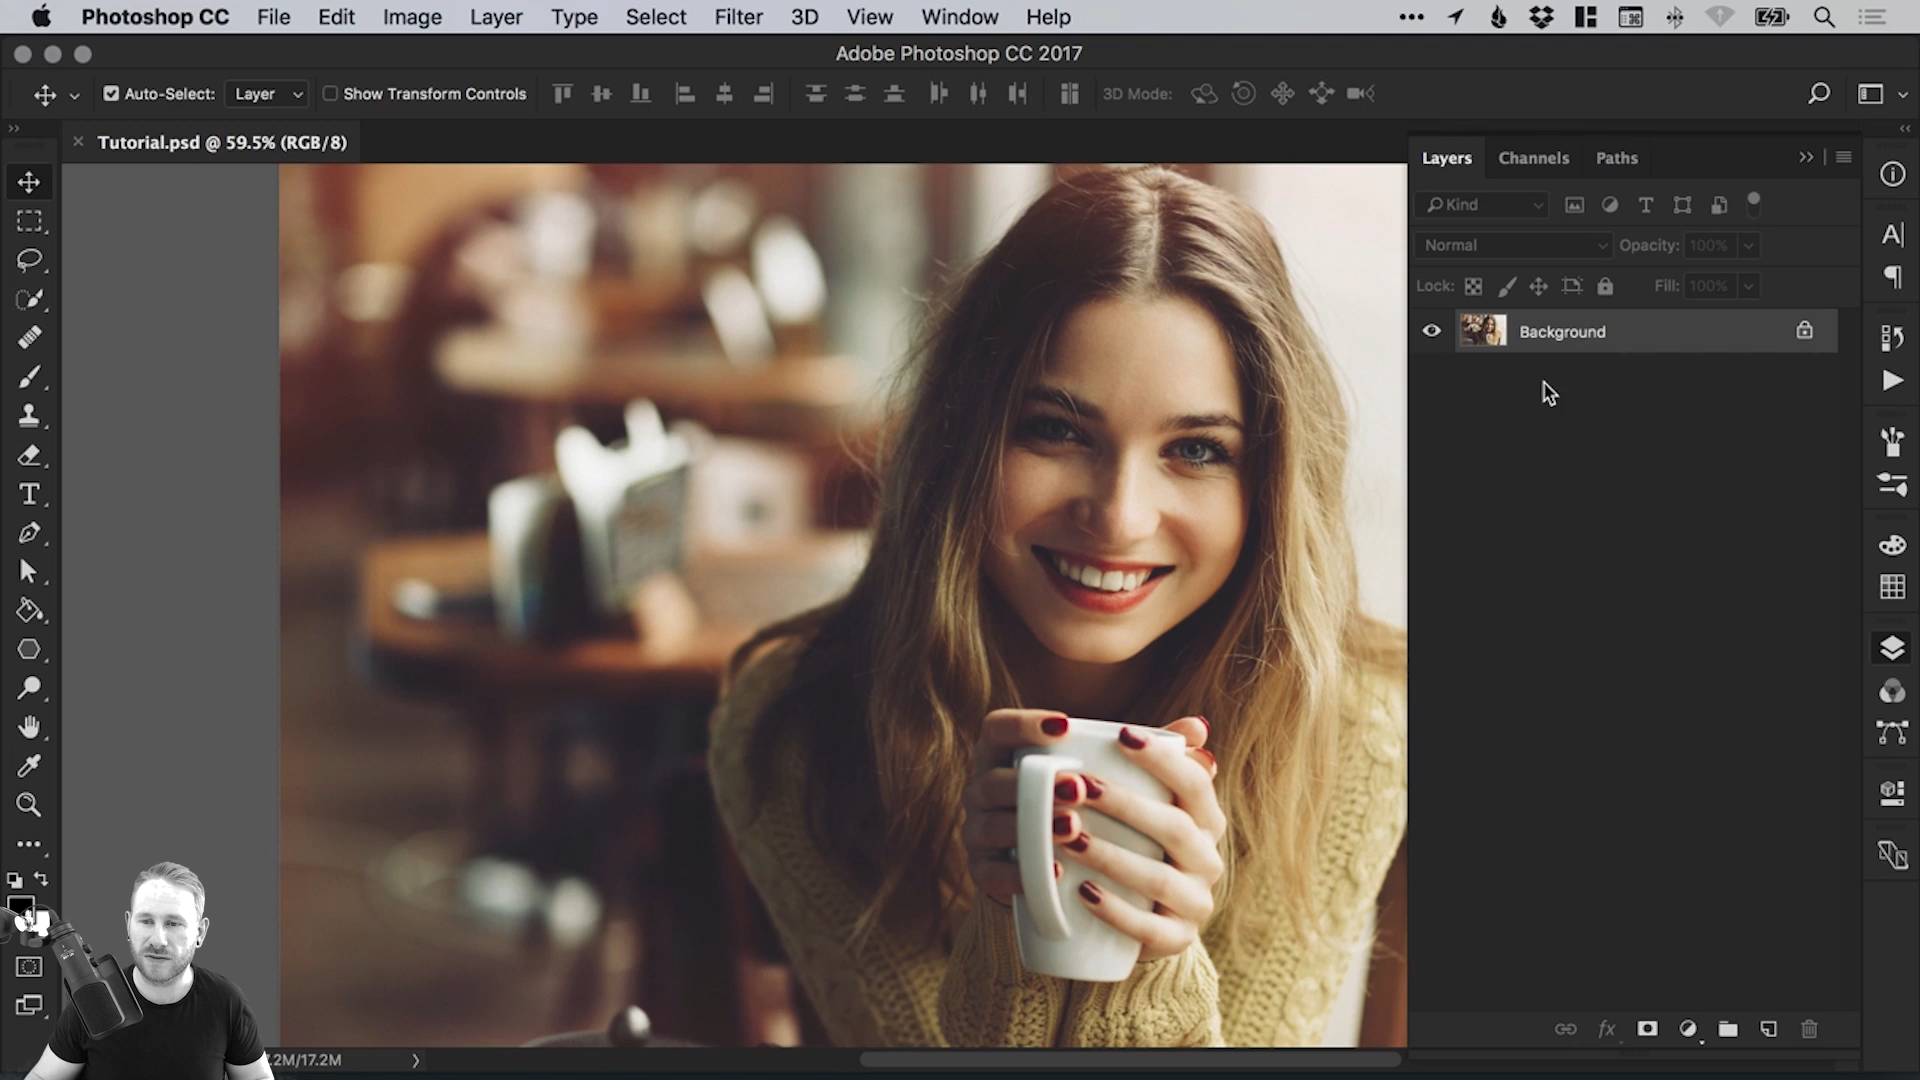 Photoshop CC File Edit Image Layer Type Select Filter 3D View Window Help
Adobe Photoshop CC 2017
Auto-Select: Layer Show Transform Controls 3D Mode:
Tutorial.psd @ 59.5% (RGB/8)
Layers Channels Paths
Kind
Normal Opacity: 100%
Lock: Fill: 100%
Background
.2M/17.2M